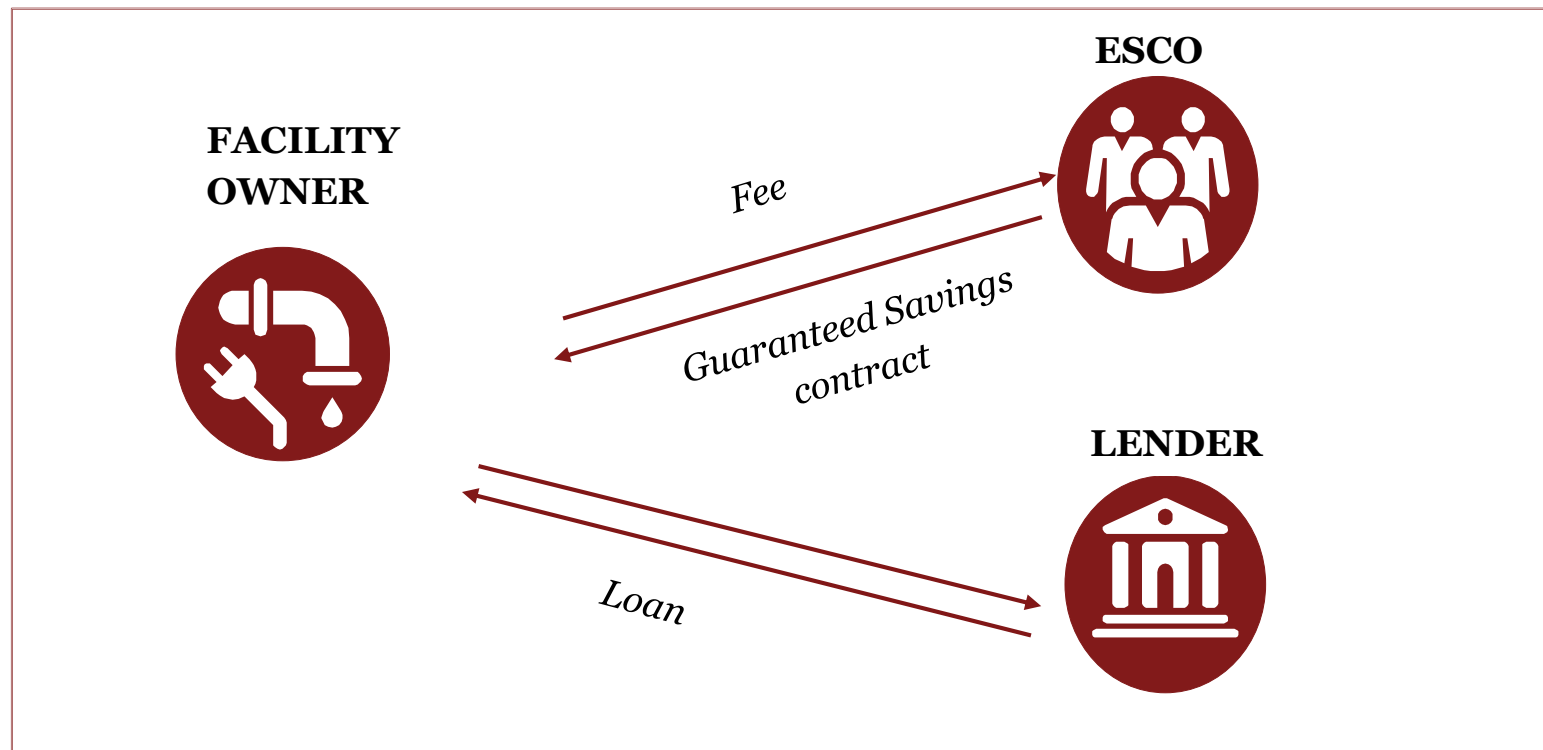 ESCO
FACILITY
OWNER
Fee
Guaranteed Savings
contract
LENDER
Loan